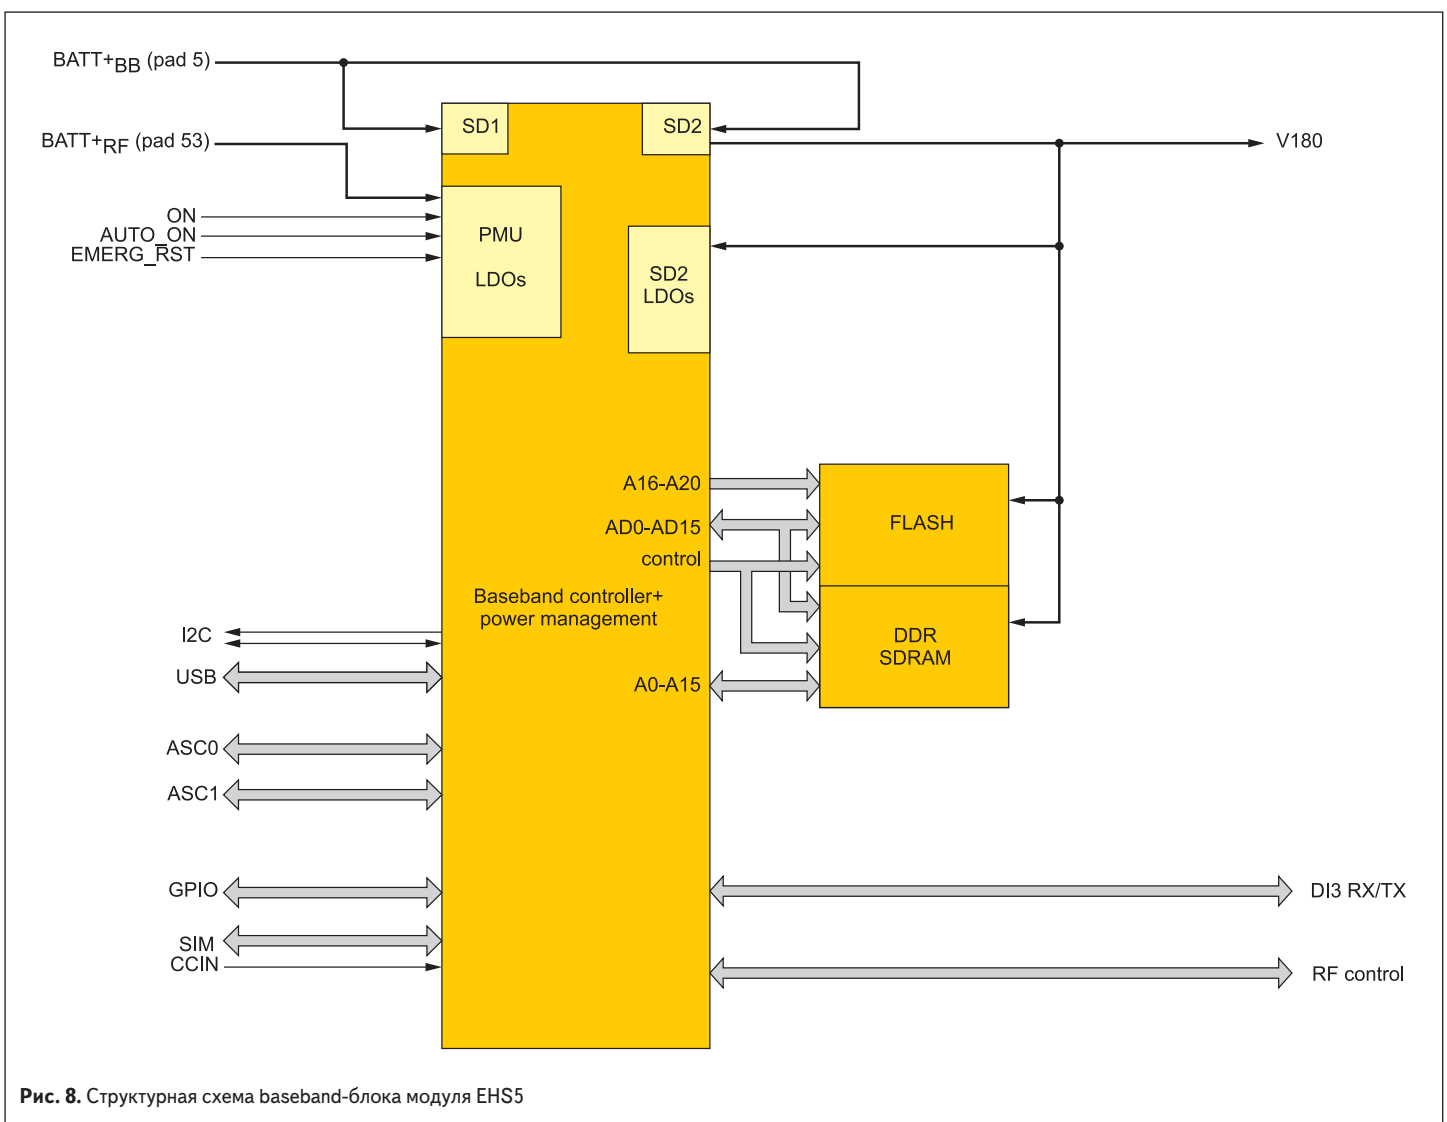 BATT+BB (pad 5)
SD1
SD2
BATT+RF (pad 53)
V180
ON
AUTO_ON
EMERG_RST
PMU
LDOs
SD2
LDOs
A16-A20
AD0-AD15
control
FLASH
Baseband controller+
power management
DDR
SDRAM
I2C
USB
A0-A15
ASC0
ASC1
GPIO
DI3 RX/TX
SIM
CCIN
RF control
Рис. 8. Структурная схема baseband-блока модуля EHS5